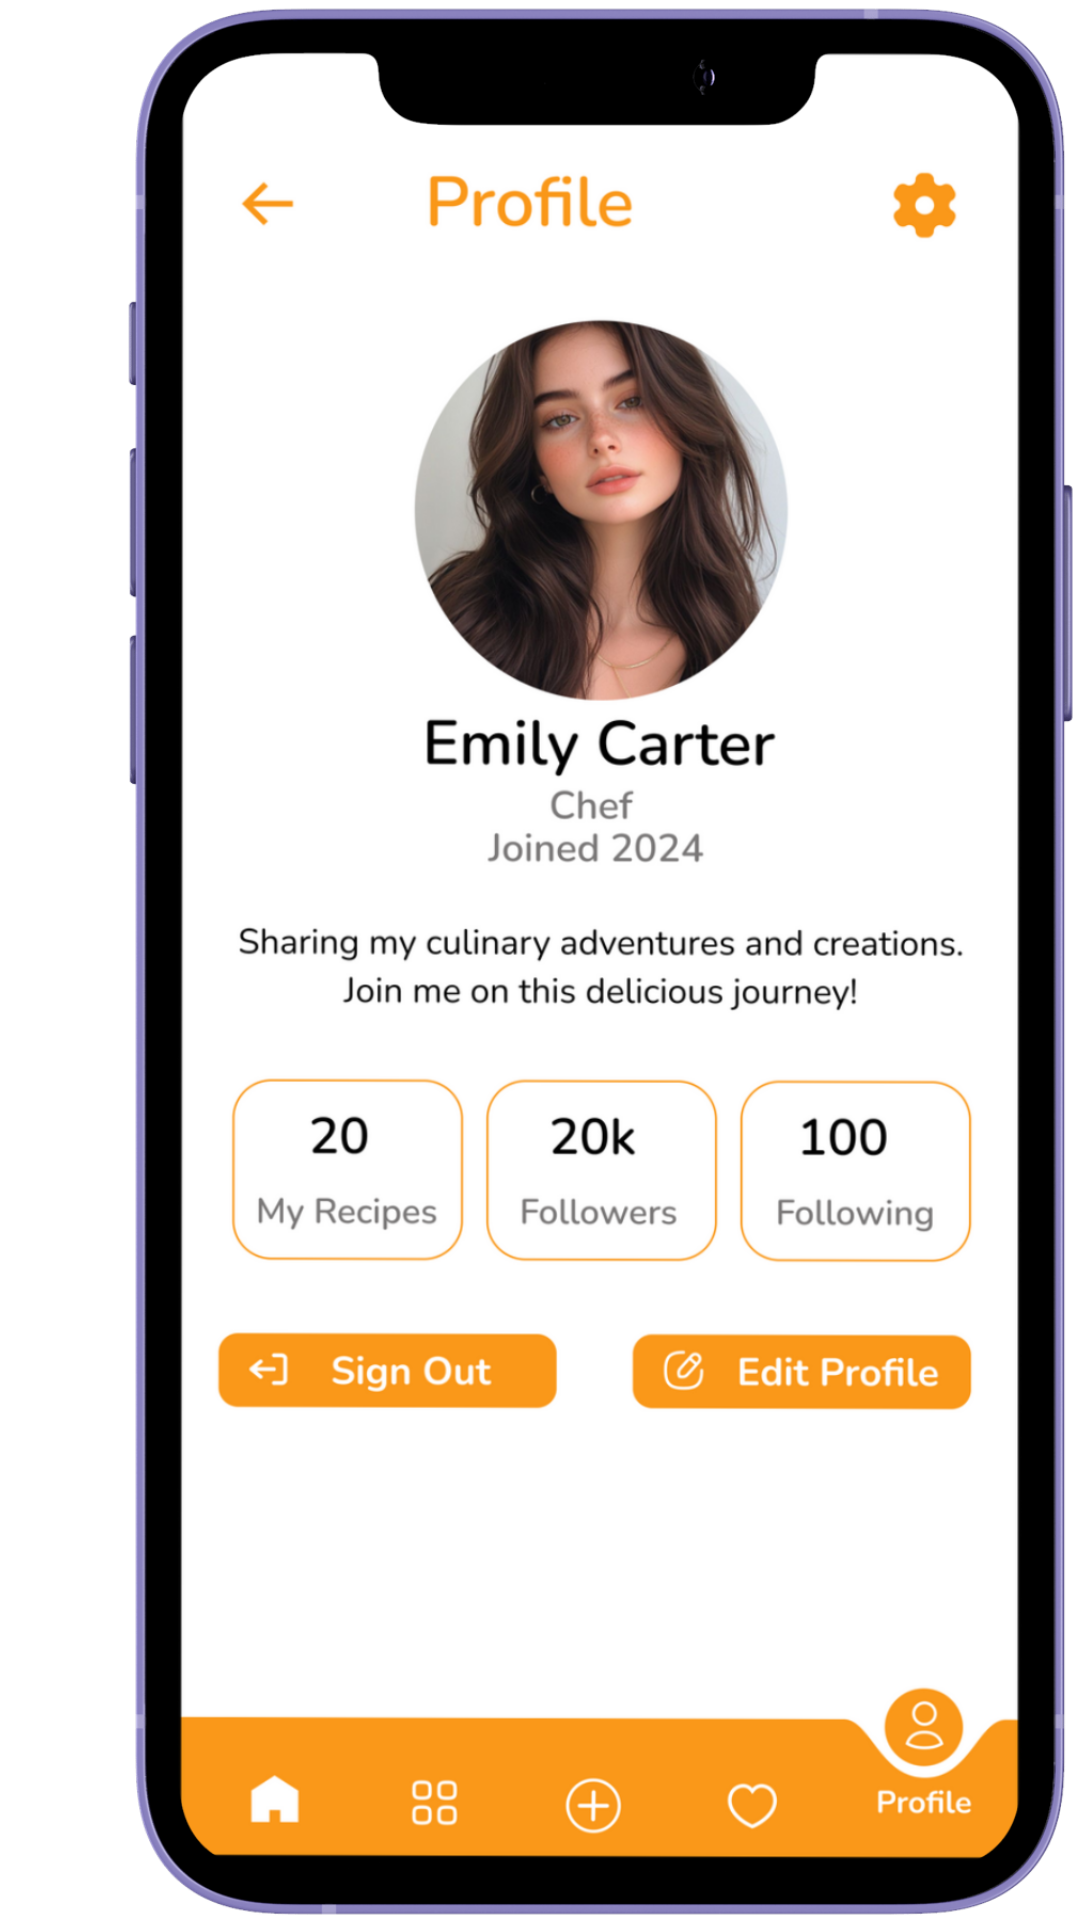 Profile
Emily Carter
Chef
Joined 2024
Sharing my culinary adventures and creations.
Join me on this delicious journey!
20
My Recipes
20k
Followers
100
Following
Sign Out
Edit Profile
Profile